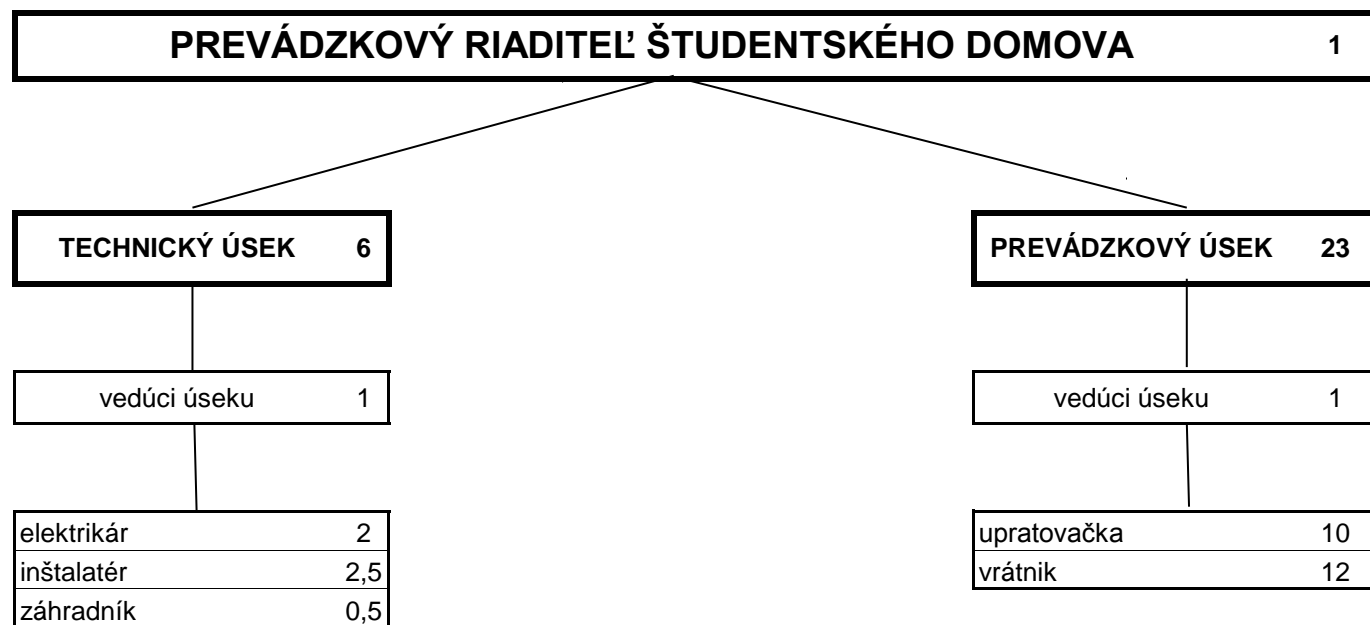 PREVÁDZKOVÝ RIADITEĽ ŠTUDENTSKÉHO DOMOVA 1
TECHNICKÝ ÚSEK 6
PREVÁDZKOVÝ ÚSEK 23
vedúci úseku 1
vedúci úseku 1
elektrikár 2
inštalatér 2,5
záhradník 0,5
upratovačka 10
vrátnik 12